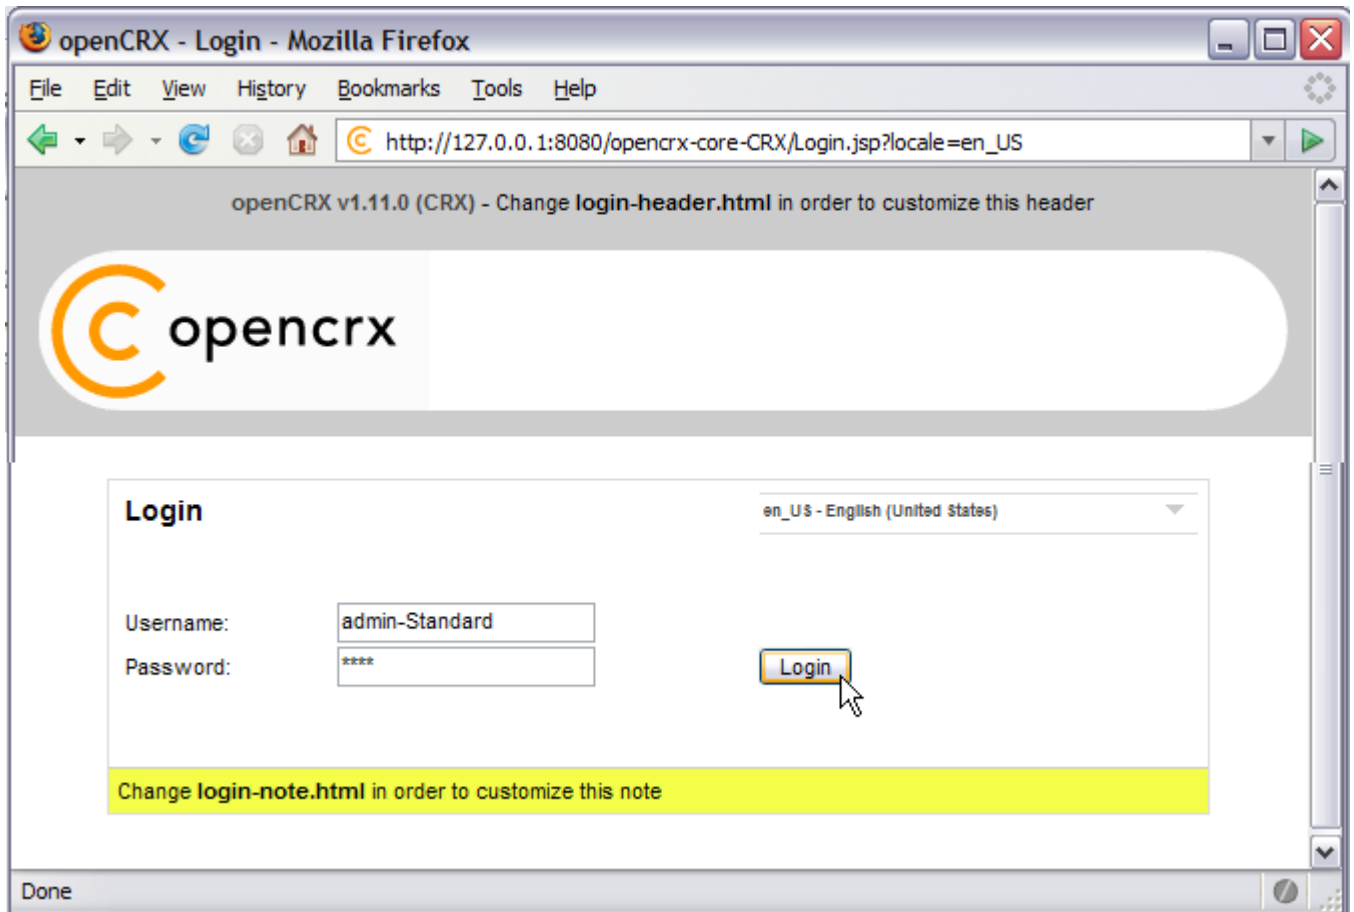 openCRX - Login - Mozilla Firefox
File Edit View History Bookmarks Tools Help
http://127.0.0.1:8080/opencrx-core-CRX/Login.jsp?locale=en_US
openCRX v1.11.0 (CRX) - Change login-header.html in order to customize this header
opencrx
Login
en_US - English (United States)
Username: admin-Standard
Password: ****
Login
Change login-note.html in order to customize this note
Done